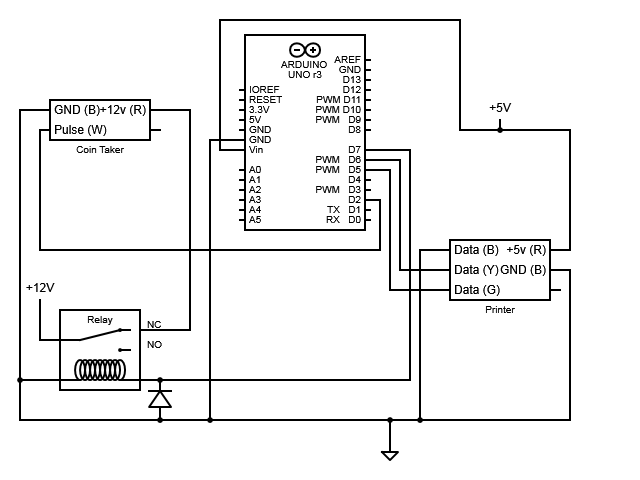 ARDUINO
UNO r3
AREF
GND
D13
IOREF D12
RESET PWM D11
3.3V PWM D10
5V PWM D9
GND D8
GND
Vin D7
PWM D6
A0 PWM D5
A1 D4
A2 PWM D3
A3 D2
A4 TX D1
A5 RX D0
GND (B)+12v (R)
Pulse (W)
Coin Taker
+5V
Data (B) +5v (R)
Data (Y)GND (B)
Data (G)
Printer
+12V
Relay
NC
NO